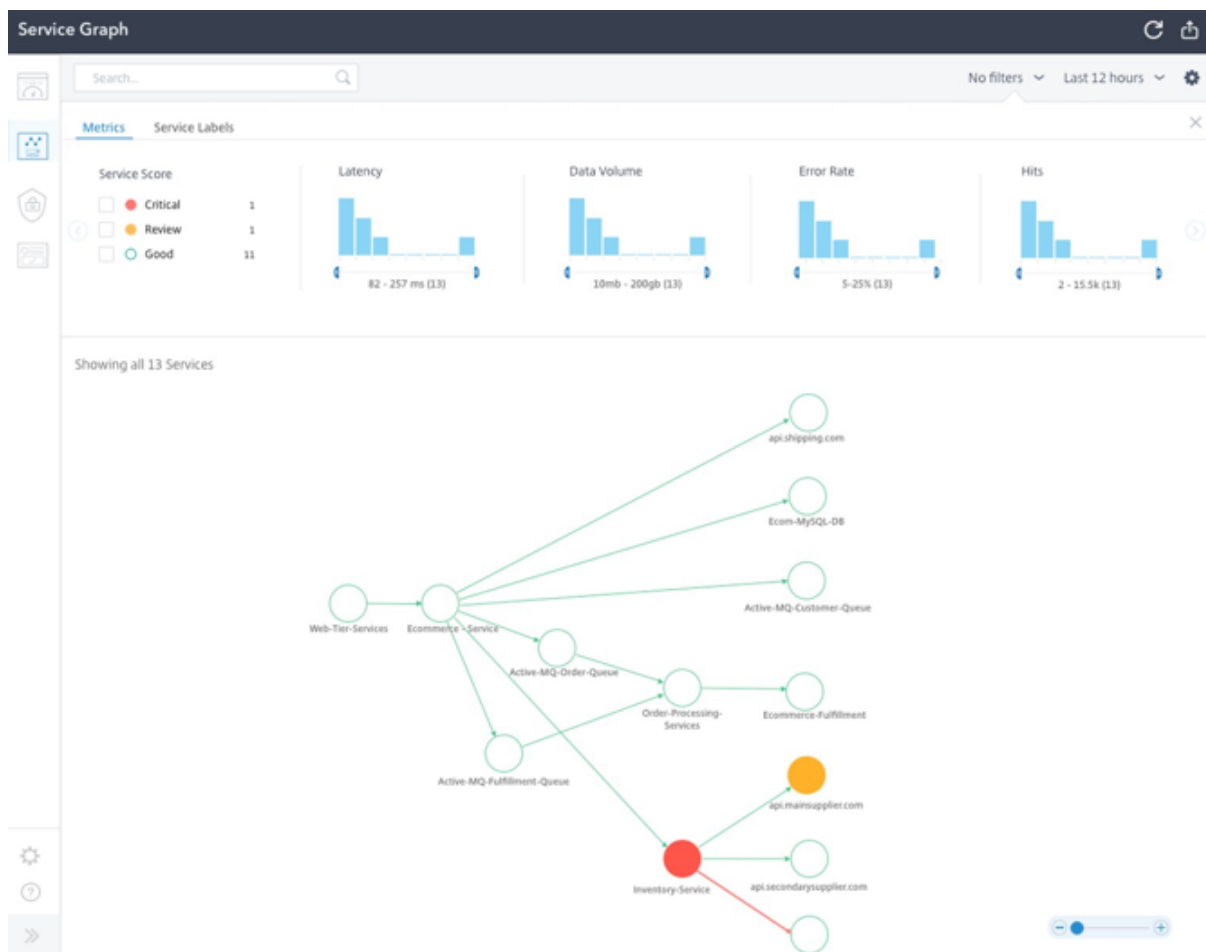 Service Graph
Search...
No filters
Last 12 hours
Metrics
Service Labels
Service Score
Critical 1
Review 1
Good 11
Latency
82 - 257 ms (13)
Data Volume
10mb - 200gb (13)
Error Rate
5-25% (13)
Hits
2 - 15.5k (13)
Showing all 13 Services
api.shipping.com
Ecom-MySQL-DB
Active-MQ-Customer-Queue
Web-Tier-Services
Ecommerce - Service
Active-MQ-Order-Queue
Order-Processing-
Services
Ecommerce-Fulfillment
Active-MQ-Fulfillment-Queue
api.mainsupplier.com
Inventory-Service
api.secondarysupplier.com